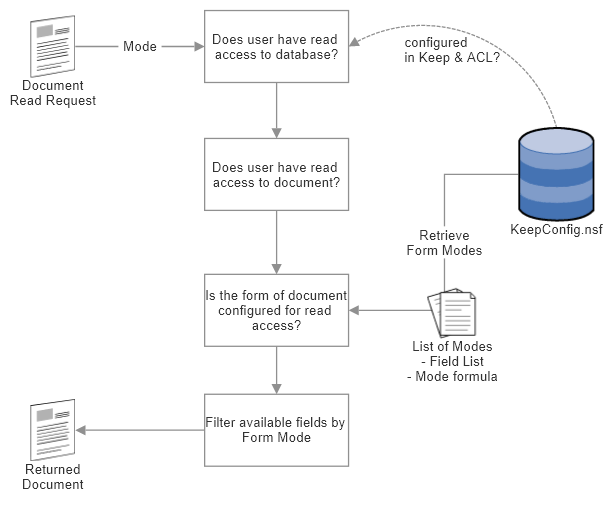 Document
Read Request
Mode
Does user have read
access to database?
configured
in Keep & ACL?
Does user have read
access to document?
KeepConfig.nsf
Retrieve
Form Modes
Is the form of document
configured for read
access?
List of Modes
- Field List
- Mode formula
Filter available fields by
Form Mode
Returned
Document